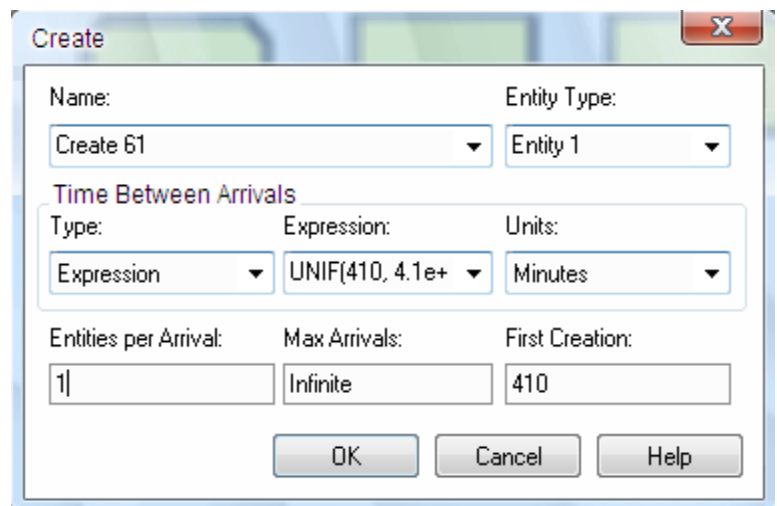 Create
Name: Entity Type:
Create 61 Entity 1
Time Between Arrivals
Type: Expression: Units:
Expression UNIF(410, 4.1e+ Minutes
Entities per Arrival: Max Arrivals: First Creation:
1 Infinite 410
OK Cancel Help